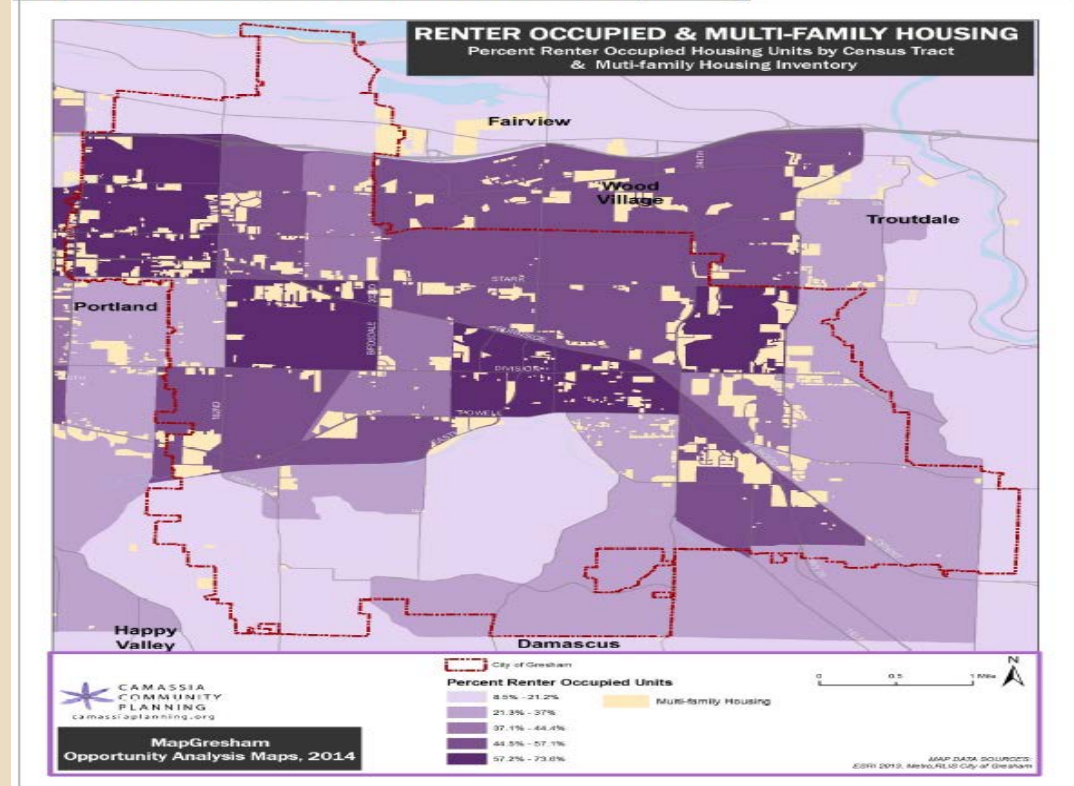 RENTER OCCUPIED & MULTI-FAMILY HOUSING
Percent Renter Occupied Housing Units by Census Tract
& Muti-family Housing Inventory
Fairview
Wood
Village
Troutdale
STARK
Portland
BIRDSDALE
DIVISION
POWELL
182ND
Happy
Valley
Damascus
City of Gresham
Percent Renter Occupied Units
8.5% - 21.2%
21.3% - 37%
37.1% - 44.4%
44.5% - 57.1%
57.2% - 73.8%
Multi-family Housing
0 0.5 1 Mile
N
CAMASSIA
COMMUNITY
PLANNING
camassiaplanning.org
MapGresham
Opportunity Analysis Maps, 2014
MAP DATA SOURCES:
ESRI 2013, Metro,RLIS City of Gresham